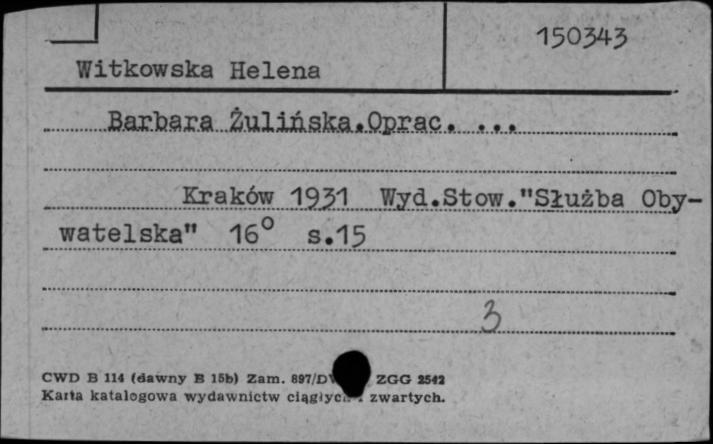 150343
Witkowska Helena
Barbara Żulińska.Oprac. ...
Kraków 1931 Wyd.Stow."Służba Oby-
watelska" 16° s.15
3
CWD B 114 (dawny B 15b) Zam. 897/ ZGG 2542
Karta katalogowa wydawnictw ciągłych i zwartych.